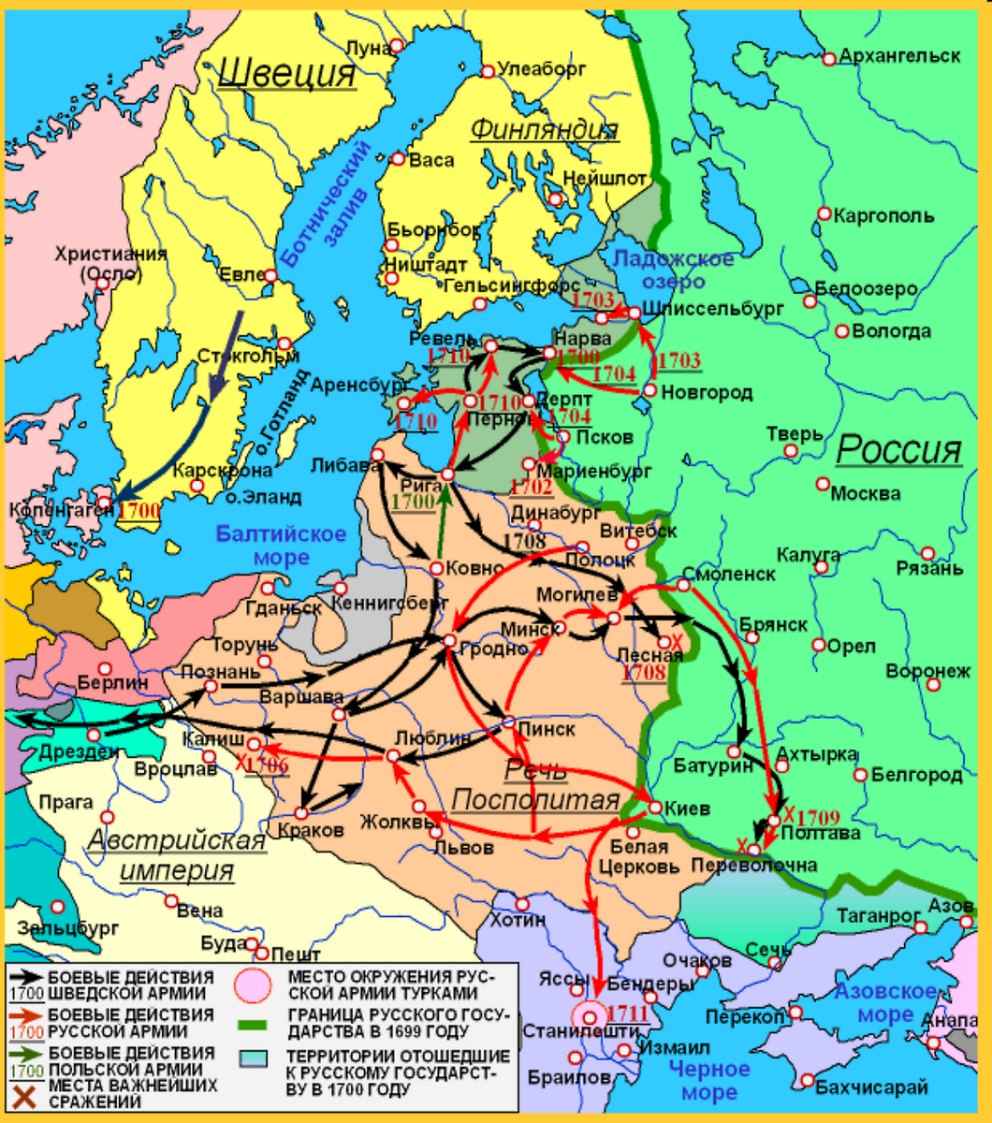 Луна
Швеция
Улеаборг
Архангельск
Финляндия
Васа
Ботнический
залив
Нейшлот
Каргополь
Бьорнбор
Христиания
(Осло)
Ништадт
Ладожское
озеро
Евле
Гельсингфорс
Белоозеро
1703
Шлиссельбург
Вологда
Ревель
Нарва
Стокгольм
1710
1700
1703
1704
Аренсбург
Новгород
о.Готланд
1710
Дерпт
1710
Пернов
1704
Псков
Тверь
Россия
Либава
Карскрона
Рига
Мариенбург
о.Эланд
1700
1702
Москва
Копенгаген
1700
Динабург
Балтийское
море
1708
Витебск
Полоцк
Калуга
Рязань
Ковно
Смоленск
Гданьск
Кеннигсберг
Могилев
Брянск
Минск
Торунь
Гродно
Лесная
Х
Орел
1708
Воронеж
Берлин
Познань
Варшава
Пинск
Калиш
Люблин
Дрезден
Х
1706
Вроцлав
Батурин
Ахтырка
Белгород
Речь
Посполитая
Прага
Киев
Жолквы
Краков
Х
1709
Полтава
Австрийская
империя
Львов
Белая
Церковь
Х
Переволочна
Вена
Хотин
Зальцбург
Таганрог
Азов
Буда
Пешт
Сечь
Очаков
Яссы
Бендеры
Азовское
море
1711
Перекоп
Анапа
Станилешти
Измаил
Браилов
Черное
море
Бахчисарай
БОЕВЫЕ ДЕЙСТВИЯ
1700 ШВЕДСКОЙ АРМИИ
БОЕВЫЕ ДЕЙСТВИЯ
1700 РУССКОЙ АРМИИ
БОЕВЫЕ ДЕЙСТВИЯ
1700 ПОЛЬСКОЙ АРМИИ
МЕСТА ВАЖНЕЙШИХ
СРАЖЕНИЙ
МЕСТО ОКРУЖЕНИЯ РУС-
СКОЙ АРМИИ ТУРКАМИ
ГРАНИЦА РУССКОГО ГОСУ-
ДАРСТВА В 1699 ГОДУ
ТЕРРИТОРИИ ОТОШЕДШИЕ
К РУССКОМУ ГОСУДАРСТ-
ВУ В 1700 ГОДУ